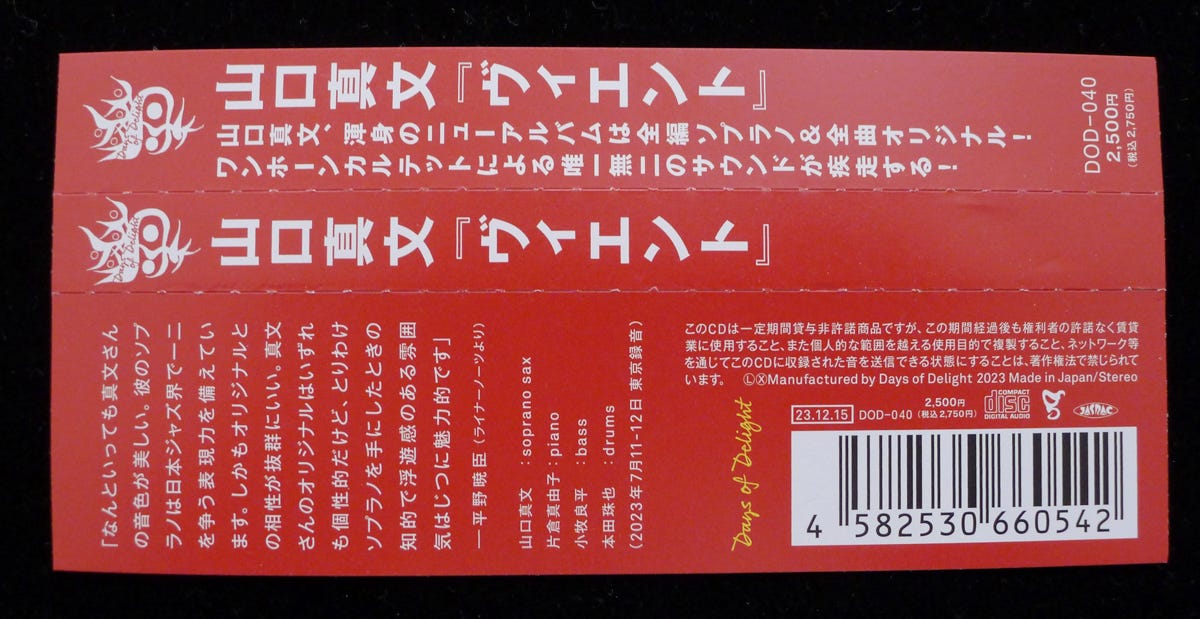 Days of Delight
山口真文『ヴィエント』
山口真文、渾身のニューアルバムは全編ソプラノ&全曲オリジナル!
ワンホーンカルテットによる唯一無二のサウンドが疾走する!
DOD-040
2,500円
(税込 2,750円)
Days of Delight
山口真文『ヴィエント』
「なんといっても真文さん
の音色が美しい。彼のソプ
ラノは日本ジャズ界で一二
を争う表現力を備えてい
ます。しかもオリジナルと
の相性が抜群にいい。真文
さんのオリジナルはいずれ
も個性的だけど、とりわけ
ソプラノを手にしたときの
知的で浮遊感のある雰囲
気はじつに魅力的です」
—平野暁臣(ライナーノーツより)
山口真文 : soprano sax
片倉真由子 : piano
小牧良平 : bass
本田珠也 : drums
(2023年7月11-12日 東京録音)
Days of Delight
このCDは一定期間貸与非許諾商品ですが、この期間経過後も権利者の許諾なく賃貸
業に使用すること、また個人的な範囲を越える使用目的で複製すること、ネットワーク等
を通じてこのCDに収録された音を送信できる状態にすることは、著作権法で禁じられて
います。 ⓁⓍManufactured by Days of Delight 2023 Made in Japan/Stereo
23.12.15 DOD-040 2,500円 (税込 2,750円)
COMPACT disc DIGITAL AUDIO
JASRAC
4 582530 660542